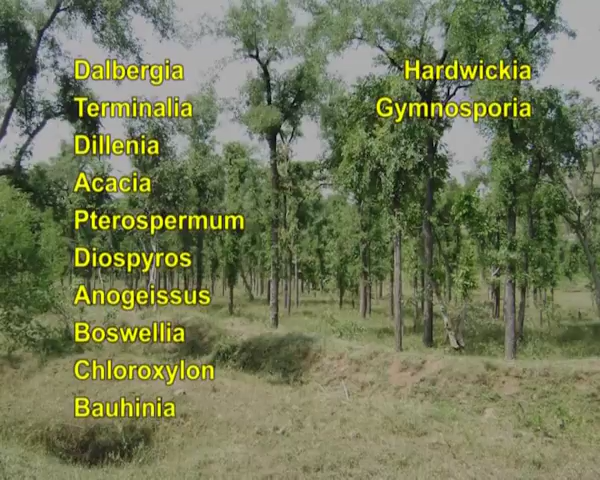 Dalbergia
Terminalia
Dillenia
Acacia
Pterospermum
Diospyros
Anogeissus
Boswellia
Chloroxylon
Bauhinia
Hardwickia
Gymnosporia